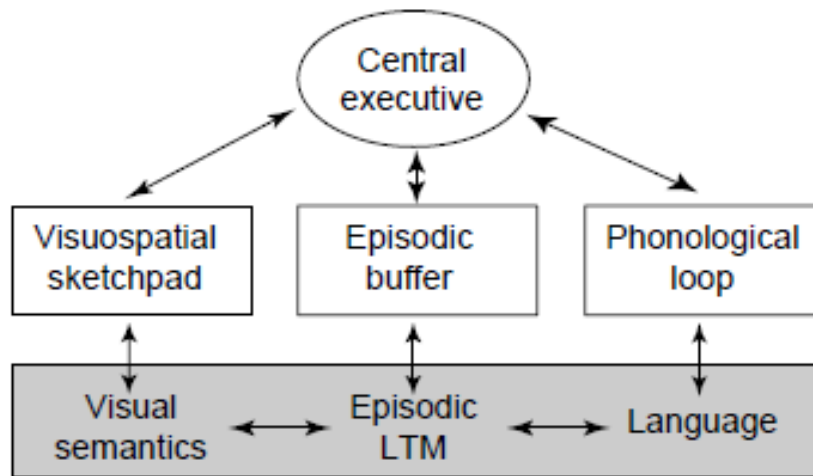 Central
executive
Visuospatial
sketchpad
Episodic
buffer
Phonological
loop
Visual
semantics
Episodic
LTM
Language